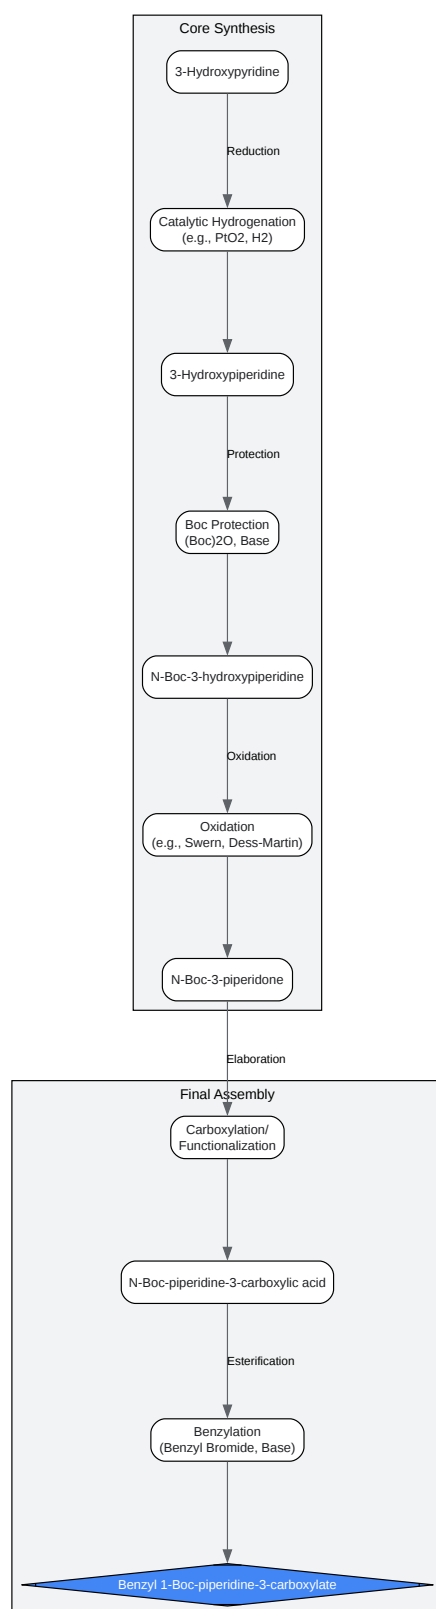 Core Synthesis
3-Hydroxypyridine
Reduction
Catalytic Hydrogenation
(e.g., PtO2, H2)
3-Hydroxypiperidine
Protection
Boc Protection
(Boc)2O, Base
N-Boc-3-hydroxypiperidine
Oxidation
Oxidation
(e.g., Swern, Dess-Martin)
N-Boc-3-piperidone
Elaboration
Final Assembly
Carboxylation/
Functionalization
N-Boc-piperidine-3-carboxylic acid
Esterification
Benzylation
(Benzyl Bromide, Base)
Benzyl 1-Boc-piperidine-3-carboxylate